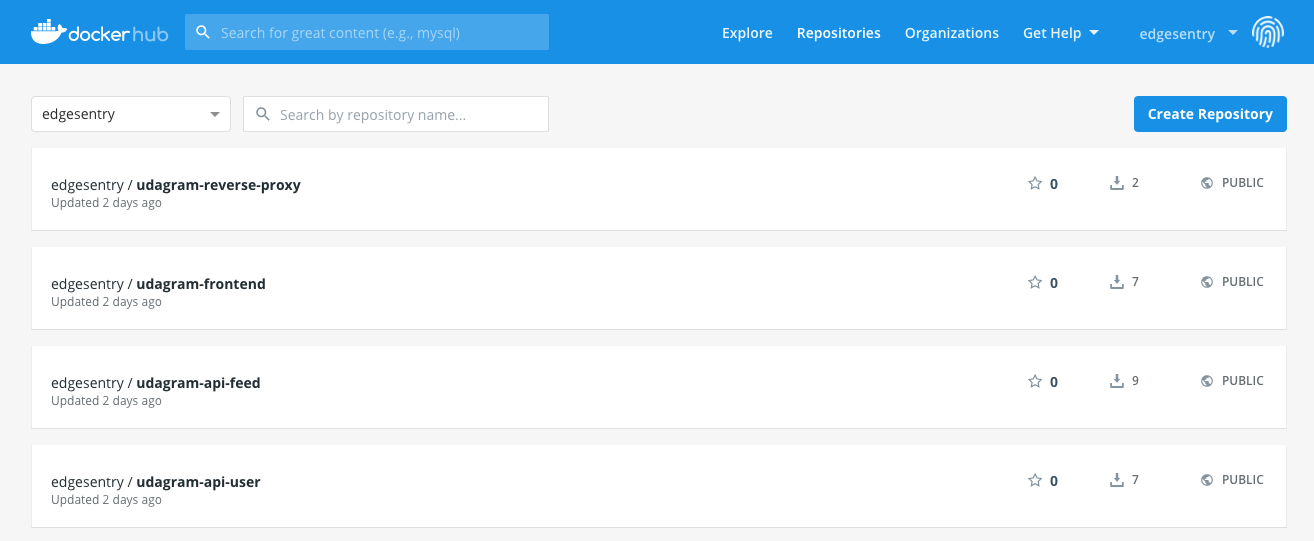 dockerhub
Search for great content (e.g., mysql)
Explore
Repositories
Organizations
Get Help
edgesentry
edgesentry
Search by repository name...
Create Repository
edgesentry / udagram-reverse-proxy
Updated 2 days ago
0
2
PUBLIC
edgesentry / udagram-frontend
Updated 2 days ago
0
7
PUBLIC
edgesentry / udagram-api-feed
Updated 2 days ago
0
9
PUBLIC
edgesentry / udagram-api-user
Updated 2 days ago
0
7
PUBLIC